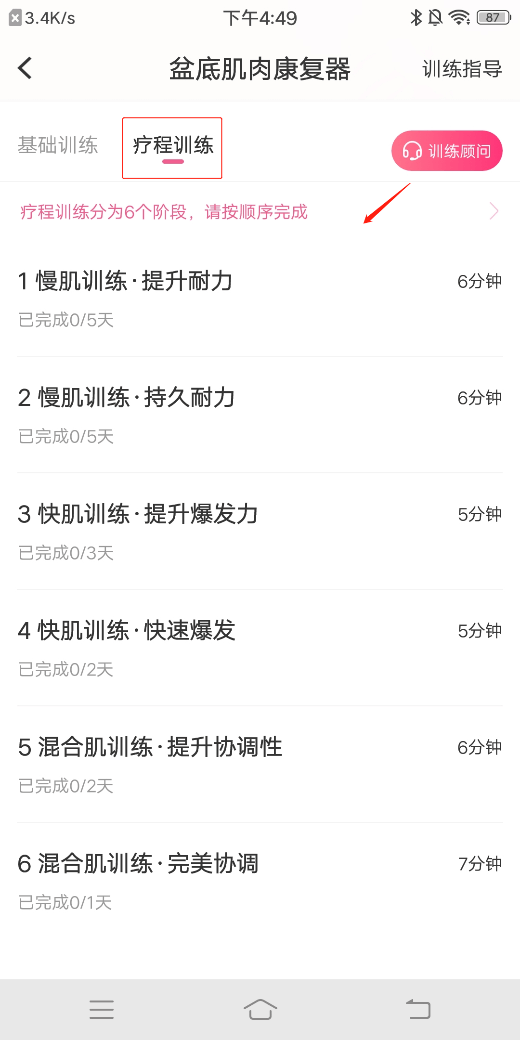 3.4K/s 下午4:49 87
盆底肌肉康复器 训练指导
基础训练 疗程训练 训练顾问
疗程训练分为6个阶段，请按顺序完成
1 慢肌训练·提升耐力 6分钟
已完成0/5天
2 慢肌训练·持久耐力 6分钟
已完成0/5天
3 快肌训练·提升爆发力 5分钟
已完成0/3天
4 快肌训练·快速爆发 5分钟
已完成0/2天
5 混合肌训练·提升协调性 6分钟
已完成0/2天
6 混合肌训练·完美协调 7分钟
已完成0/1天